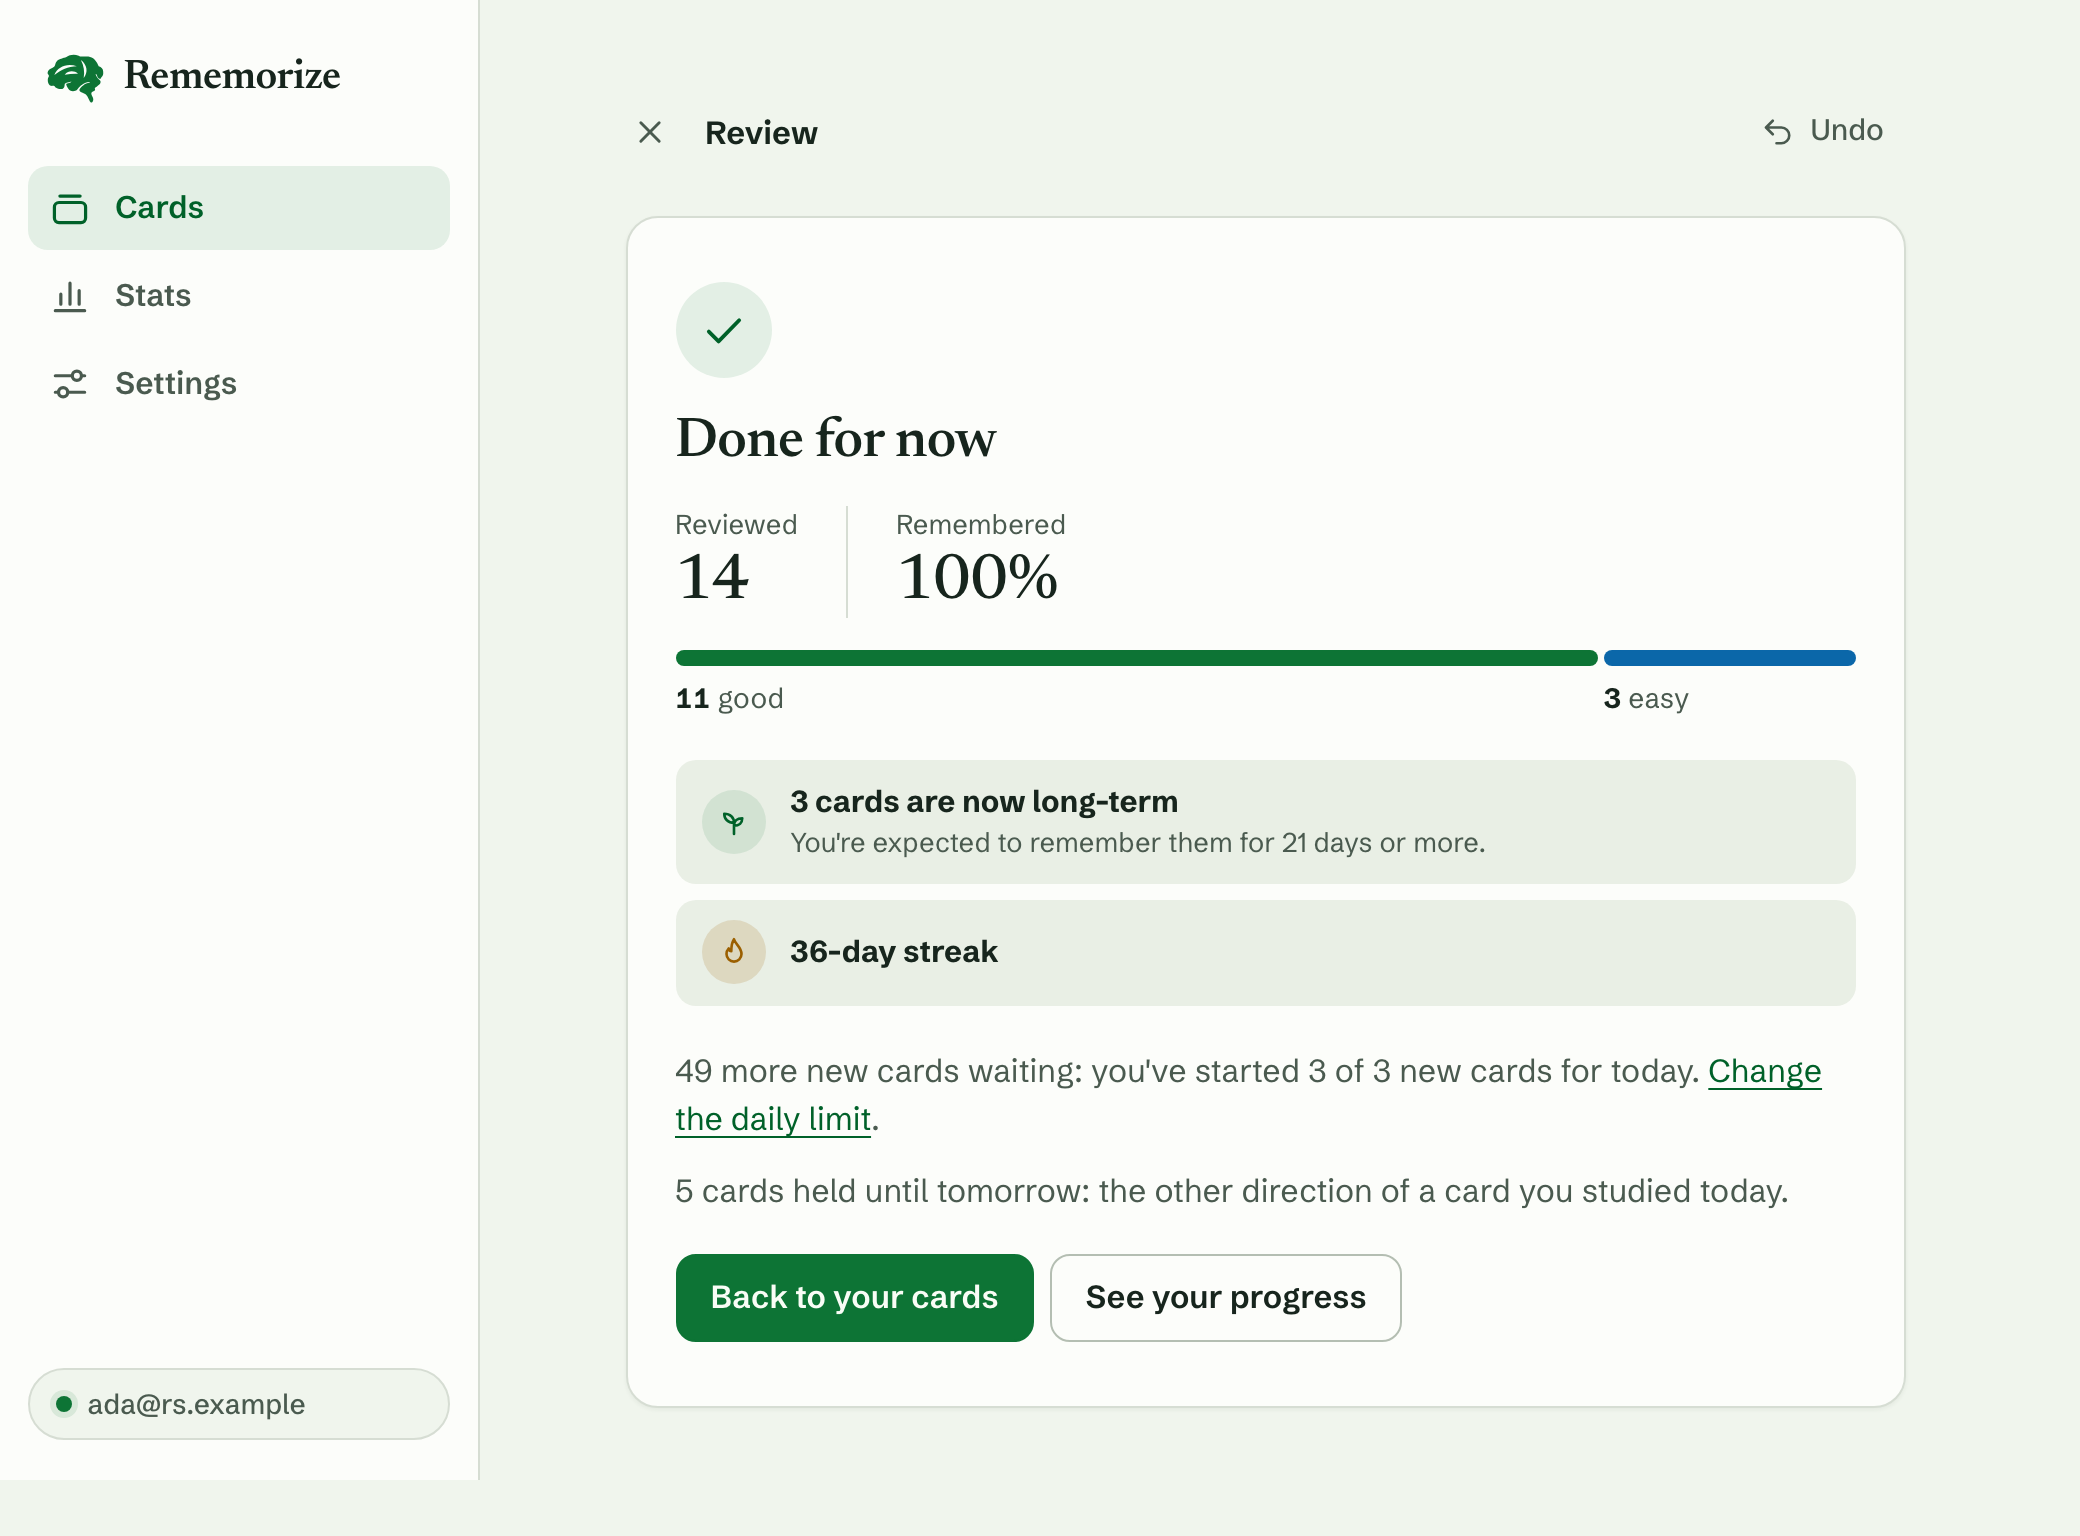 Rememorize
Cards
Stats
Settings
ada@rs.example
Review
Undo
Done for now
Reviewed
14
Remembered
100%
11 good
3 easy
3 cards are now long-term
You're expected to remember them for 21 days or more.
36-day streak
49 more new cards waiting: you've started 3 of 3 new cards for today. Change
the daily limit.
5 cards held until tomorrow: the other direction of a card you studied today.
Back to your cards
See your progress